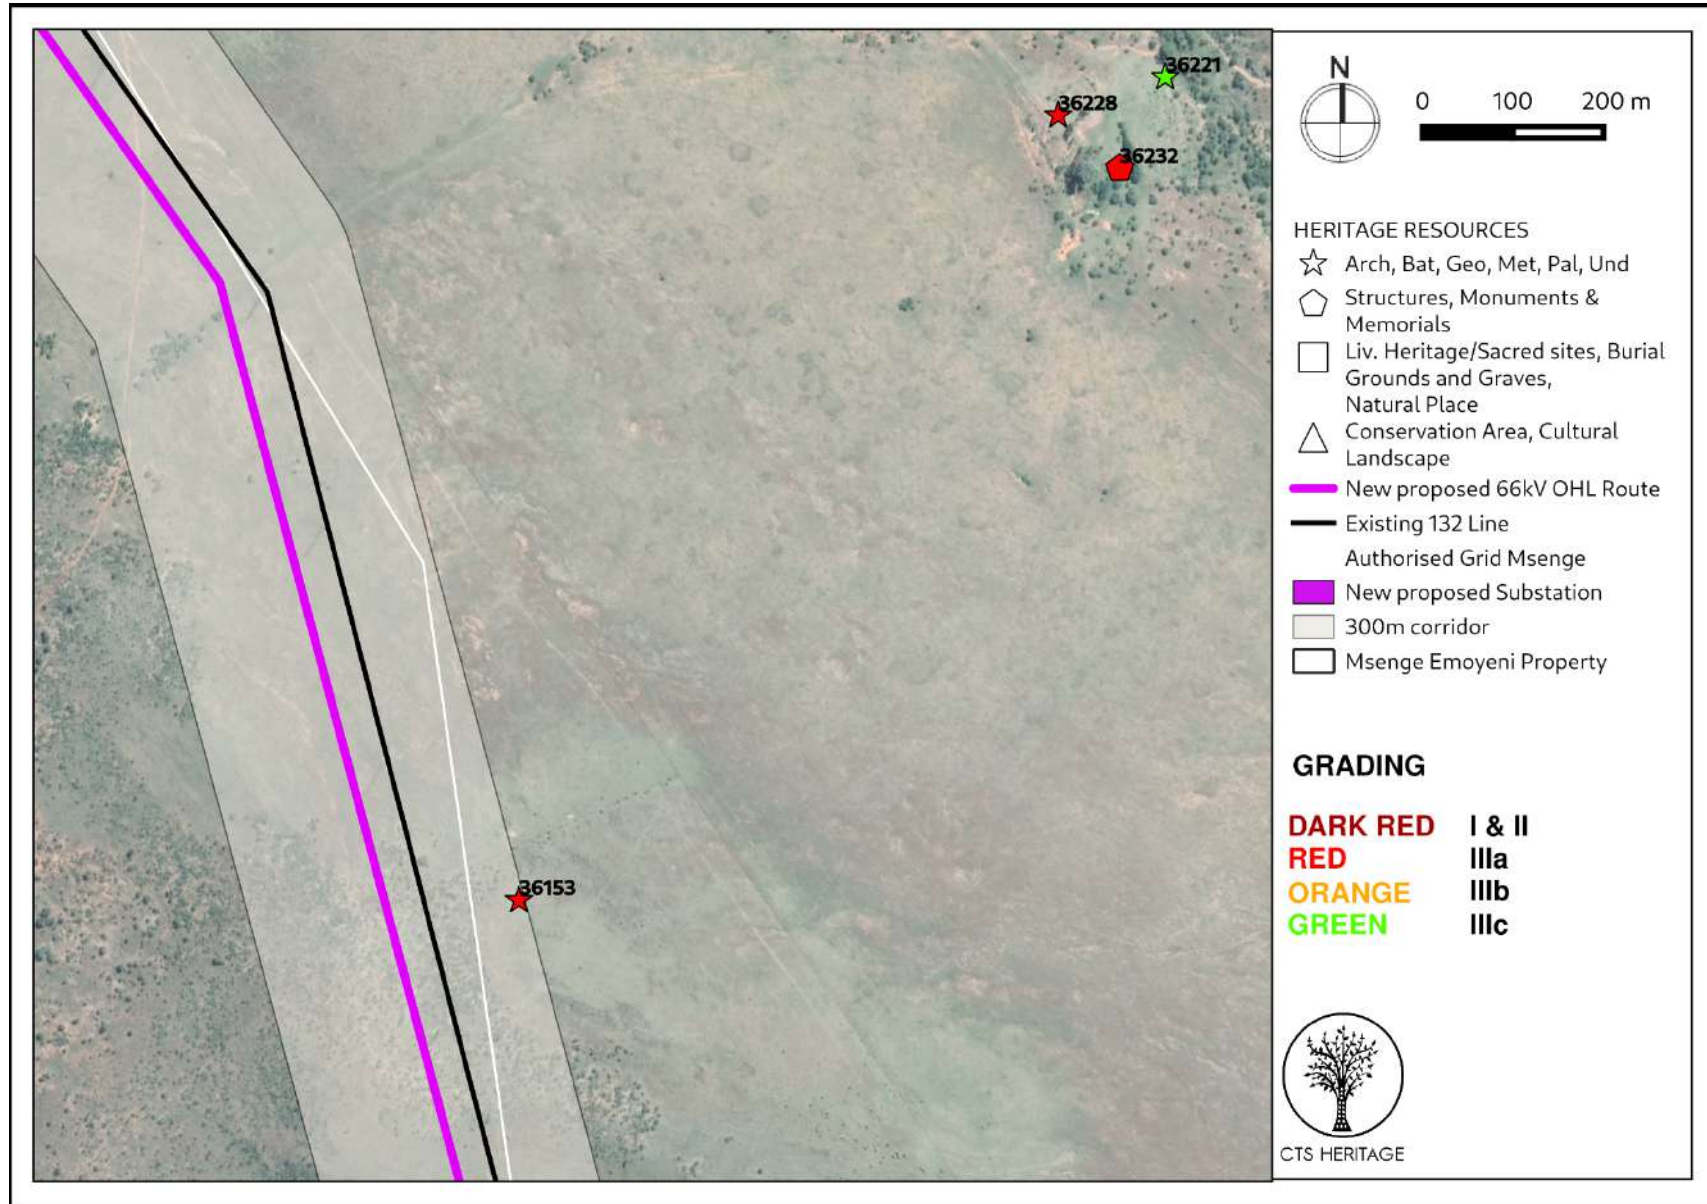 36221
36228
36232
36153
N
0 100 200 m
HERITAGE RESOURCES
Arch, Bat, Geo, Met, Pal, Und
Structures, Monuments &
Memorials
Liv. Heritage/Sacred sites, Burial
Grounds and Graves,
Natural Place
Conservation Area, Cultural
Landscape
New proposed 66kV OHL Route
Existing 132 Line
Authorised Grid Msenge
New proposed Substation
300m corridor
Msenge Emoyeni Property
GRADING
DARK RED I & II
RED IIIa
ORANGE IIIb
GREEN IIIc
CTS HERITAGE